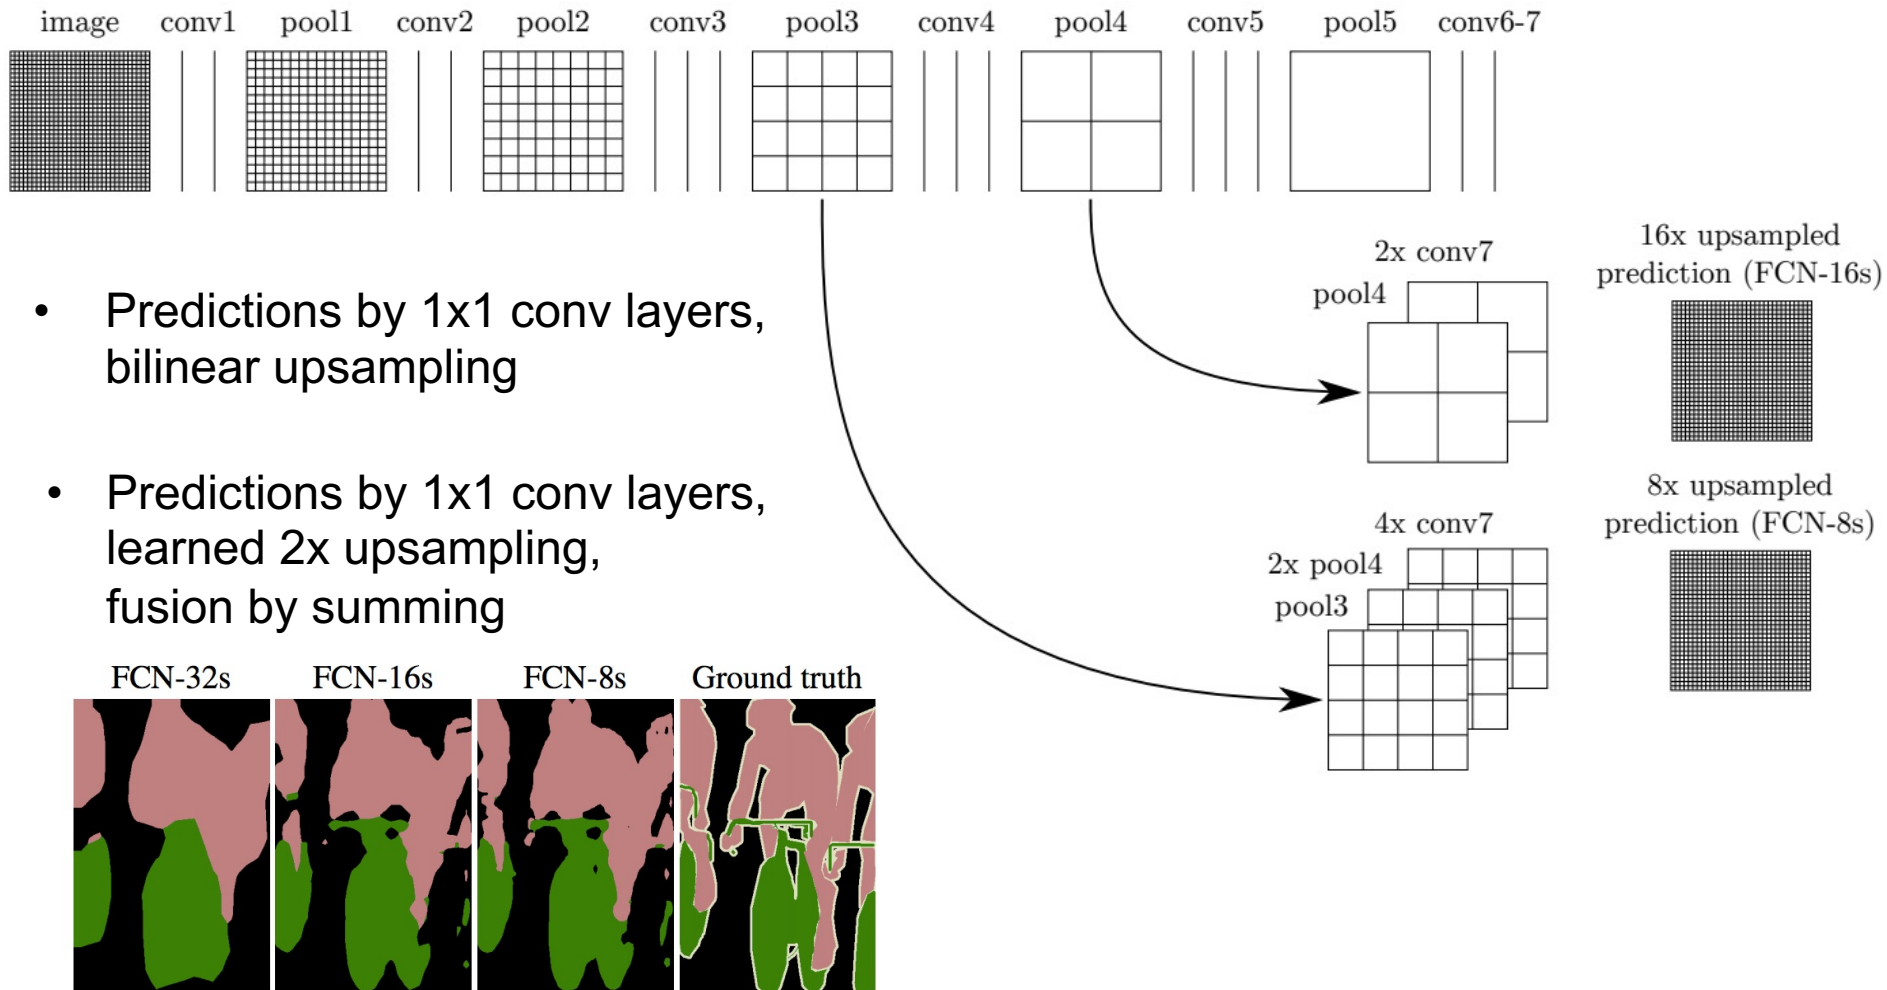 image conv1 pool1 conv2 pool2 conv3 pool3 conv4 pool4 conv5 pool5 conv6-7
16x upsampled
prediction (FCN-16s)
2x conv7
pool4
• Predictions by 1x1 conv layers,
bilinear upsampling
• Predictions by 1x1 conv layers,
learned 2x upsampling,
fusion by summing
8x upsampled
prediction (FCN-8s)
4x conv7
2x pool4
pool3
FCN-32s FCN-16s FCN-8s Ground truth